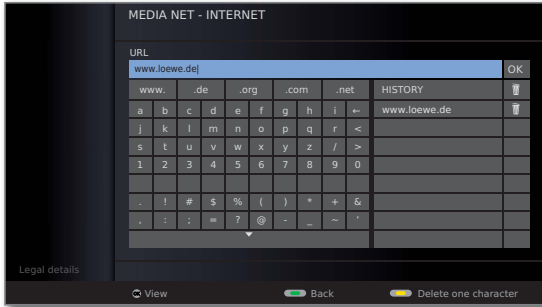 MEDIA NET - INTERNET
URL
www.loewe.de OK
www. .de .org .com .net HISTORY
a b c d e f g h i ← www.loewe.de
j k l m n o p q r <
s t u v w x y z / >
1 2 3 4 5 6 7 8 9 0
. ! # $ % ( ) * + &
, : ; = ? @ - _ ~ '
Legal details
OK View Back Delete one character